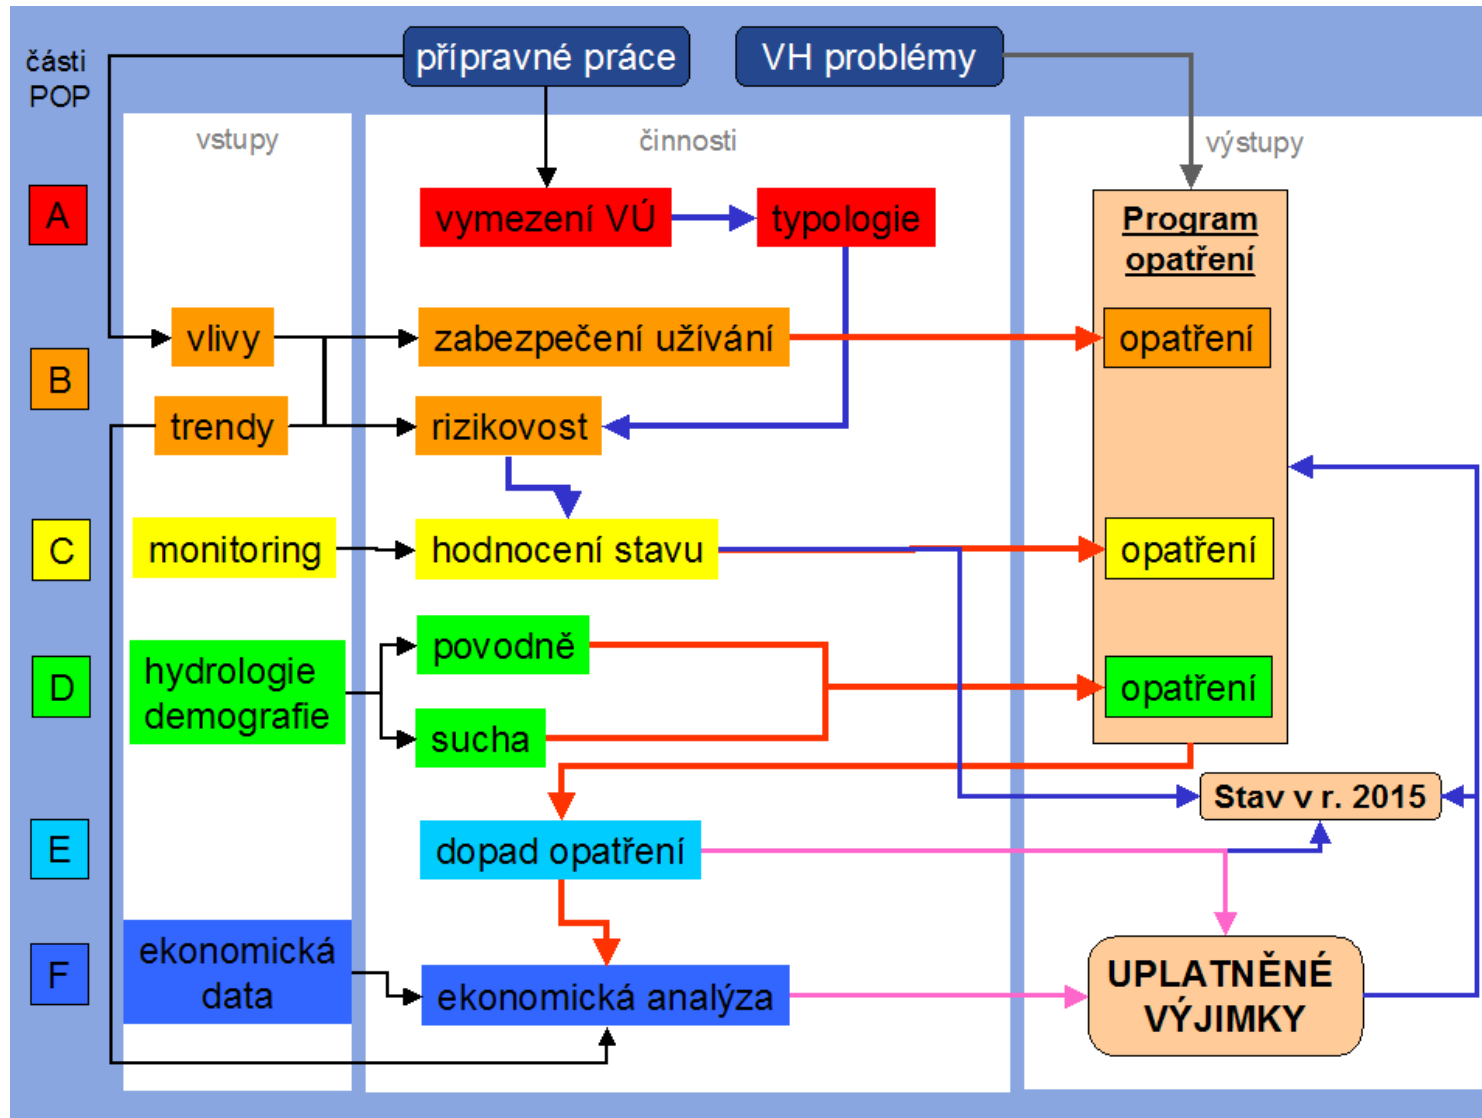 části
POP
přípravné práce
VH problémy
vstupy
činnosti
výstupy
A
vymezení VÚ
typologie
Program
opatření
B
vlivy
zabezpečení užívání
opatření
trendy
rizikovost
C
monitoring
hodnocení stavu
opatření
D
hydrologie
demografie
povodně
sucha
opatření
Stav v r. 2015
E
dopad opatření
F
ekonomická
data
ekonomická analýza
UPLATNĚNÉ
VÝJIMKY